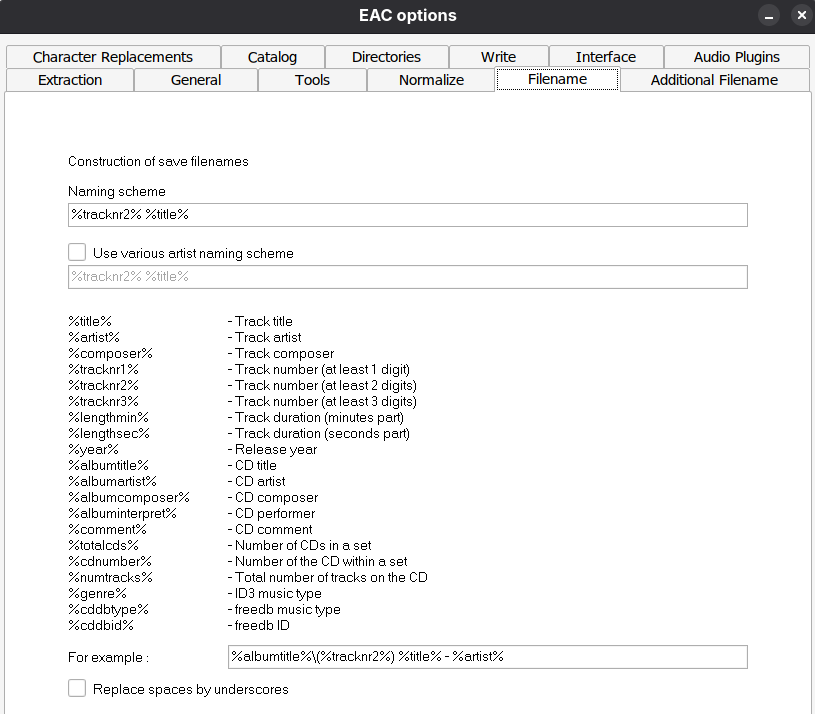 EAC options
Character Replacements Catalog Directories Write Interface Audio Plugins
Extraction General Tools Normalize Filename Additional Filename
Construction of save filenames
Naming scheme
%tracknr2% %title%
Use various artist naming scheme
%tracknr2% %title%
%title% - Track title
%artist% - Track artist
%composer% - Track composer
%tracknr1% - Track number (at least 1 digit)
%tracknr2% - Track number (at least 2 digits)
%tracknr3% - Track number (at least 3 digits)
%lengthmin% - Track duration (minutes part)
%lengthsec% - Track duration (seconds part)
%year% - Release year
%albumtitle% - CD title
%albumartist% - CD artist
%albumcomposer% - CD composer
%albuminterpret% - CD performer
%comment% - CD comment
%totalcds% - Number of CDs in a set
%cdnumber% - Number of the CD within a set
%numtracks% - Total number of tracks on the CD
%genre% - ID3 music type
%cddbtype% - freedb music type
%cddbid% - freedb ID
For example : %albumtitle%\(%tracknr2%) %title% - %artist%
Replace spaces by underscores